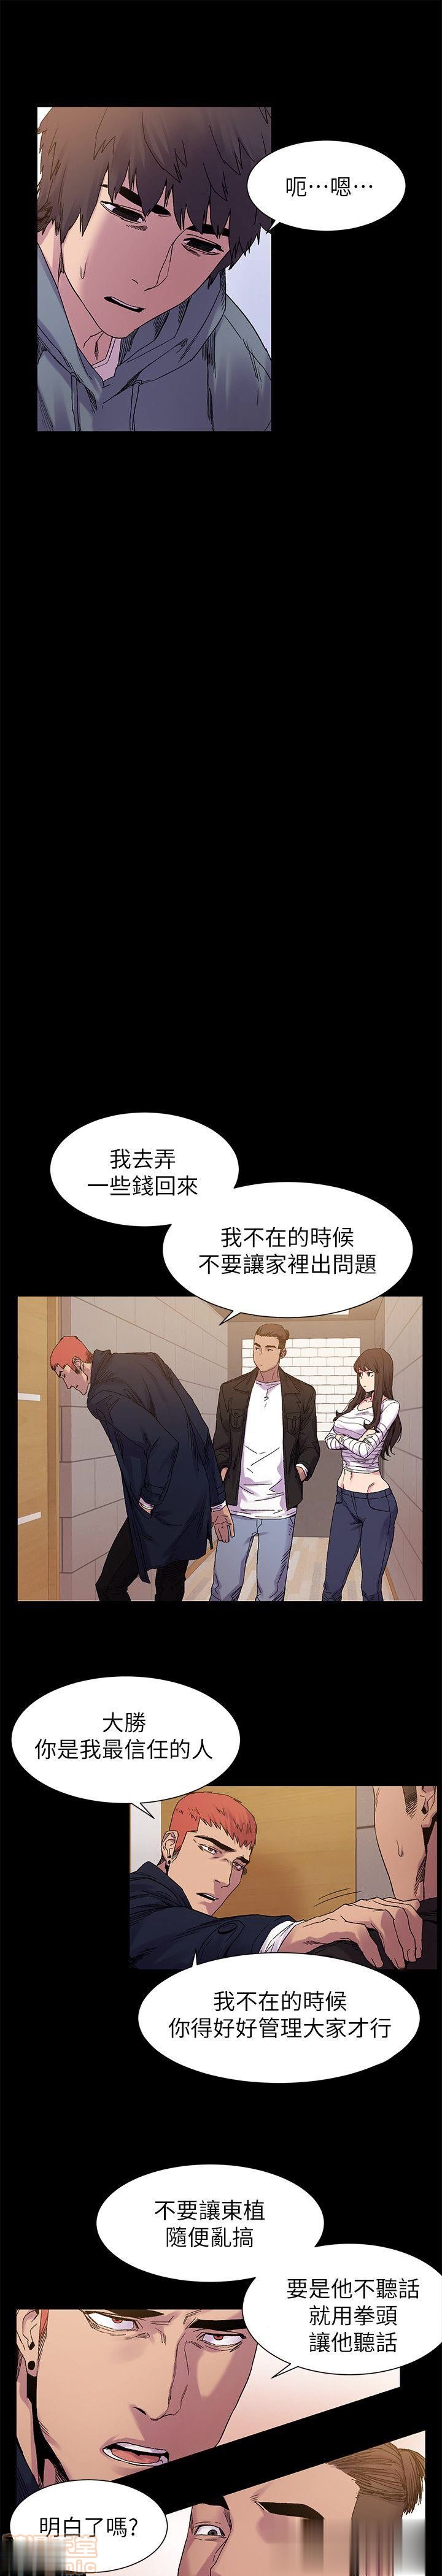 呃⋯嗯⋯
我去弄
一些錢回來
我不在的時候
不要讓家裡出問題
大勝
你是我最信任的人
我不在的時候
你得好好管理大家才行
不要讓東植
隨便亂搞
要是他不聽話
就用拳頭
讓他聽話
明白了嗎?